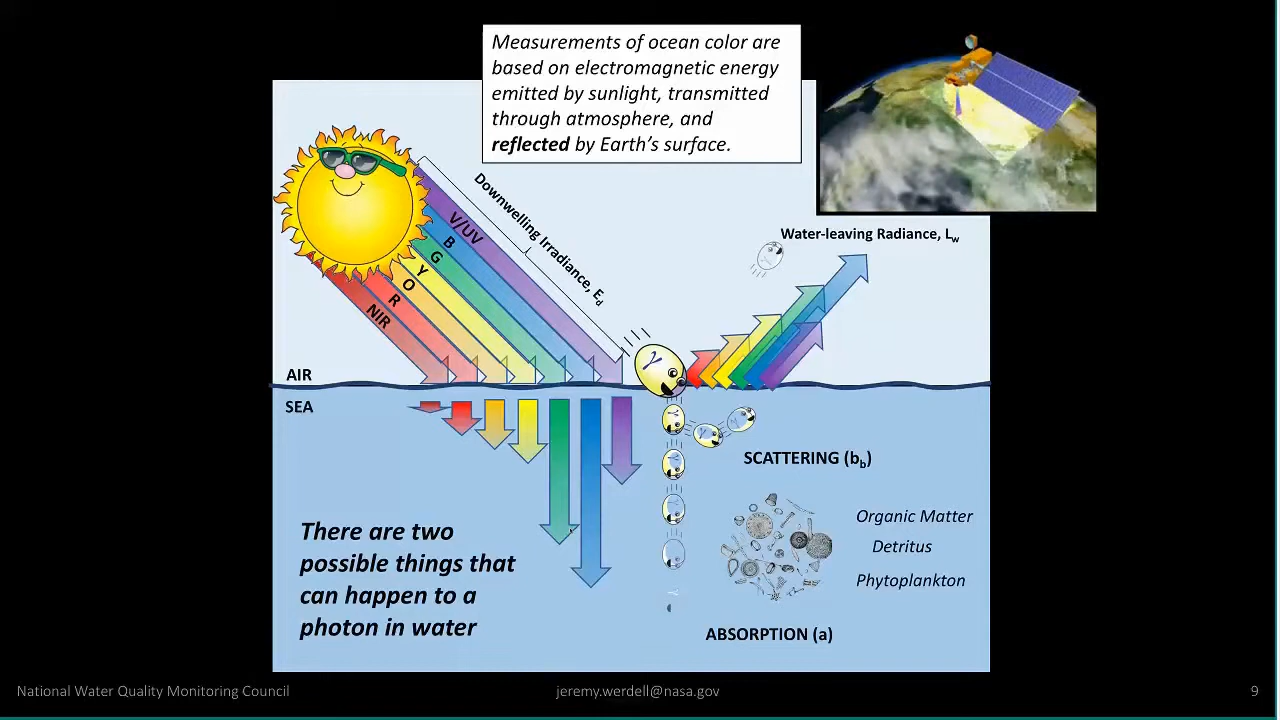 Measurements of ocean color are
based on electromagnetic energy
emitted by sunlight, transmitted
through atmosphere, and
reflected by Earth's surface.
Downwelling Irradiance, Ed
V/UV
B
G
Y
O
R
NIR
Water-leaving Radiance, Lw
γ
AIR
SEA
γ
γ
γ
SCATTERING (bb)
γ
γ
Organic Matter
Detritus
Phytoplankton
There are two
possible things that
can happen to a
photon in water
γ
ABSORPTION (a)
National Water Quality Monitoring Council
jeremy.werdell@nasa.gov
9